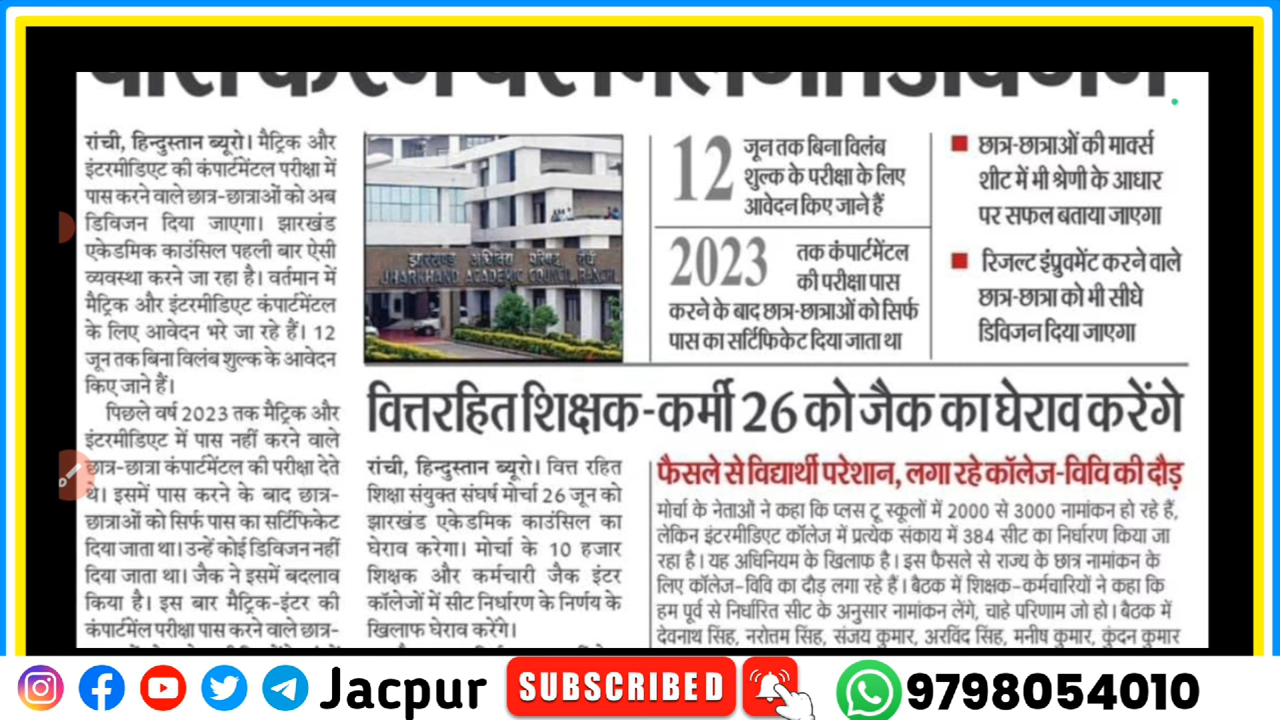 रांची, हिन्दुस्तान ब्यूरो। मैट्रिक और
इंटरमीडिएट की कंपार्टमेंटल परीक्षा में
पास करने वाले छात्र-छात्राओं को अब
डिविजन दिया जाएगा। झारखंड
एकेडमिक काउंसिल पहली बार ऐसी
व्यवस्था करने जा रहा है। वर्तमान में
मैट्रिक और इंटरमीडिएट कंपार्टमेंटल
के लिए आवेदन भरे जा रहे हैं। 12
जून तक बिना विलंब शुल्क के आवेदन
किए जाने हैं।
पिछले वर्ष 2023 तक मैट्रिक और
इंटरमीडिएट में पास नहीं करने वाले
छात्र-छात्रा कंपार्टमेंटल की परीक्षा देते
थे। इसमें पास करने के बाद छात्र-
छात्राओं को सिर्फ पास का सर्टिफिकेट
दिया जाता था। उन्हें कोई डिविजन नहीं
दिया जाता था। जैक ने इसमें बदलाव
किया है। इस बार मैट्रिक-इंटर की
कंपार्टमेंल परीक्षा पास करने वाले छात्र-
झारखण्ड अधिविद्य परिषद, राँची
JHARKHAND ACADEMIC COUNCIL RANCHI
12 जून तक बिना विलंब
शुल्क के परीक्षा के लिए
आवेदन किए जाने हैं
2023 तक कंपार्टमेंटल
की परीक्षा पास
करने के बाद छात्र-छात्राओं को सिर्फ
पास का सर्टिफिकेट दिया जाता था
छात्र-छात्राओं की मार्क्स
शीट में भी श्रेणी के आधार
पर सफल बताया जाएगा
रिजल्ट इंप्रुवमेंट करने वाले
छात्र-छात्रा को भी सीधे
डिविजन दिया जाएगा
वित्तरहित शिक्षक-कर्मी 26 को जैक का घेराव करेंगे
रांची, हिन्दुस्तान ब्यूरो। वित्त रहित
शिक्षा संयुक्त संघर्ष मोर्चा 26 जून को
झारखंड एकेडमिक काउंसिल का
घेराव करेगा। मोर्चा के 10 हजार
शिक्षक और कर्मचारी जैक इंटर
कॉलेजों में सीट निर्धारण के निर्णय के
खिलाफ घेराव करेंगे।
फैसले से विद्यार्थी परेशान, लगा रहे कॉलेज-विवि की दौड़
मोर्चा के नेताओं ने कहा कि प्लस टू स्कूलों में 2000 से 3000 नामांकन हो रहे हैं,
लेकिन इंटरमीडिएट कॉलेज में प्रत्येक संकाय में 384 सीट का निर्धारण किया जा
रहा है। यह अधिनियम के खिलाफ है। इस फैसले से राज्य के छात्र नामांकन के
लिए कॉलेज-विवि का दौड़ लगा रहे हैं। बैठक में शिक्षक-कर्मचारियों ने कहा कि
हम पूर्व से निर्धारित सीट के अनुसार नामांकन लेंगे, चाहे परिणाम जो हो। बैठक में
देवनाथ सिंह, नरोतम सिंह, संजय कुमार, अरविंद सिंह, मनीष कुमार, कुंदन कुमार
Jacpur SUBSCRIBED 9798054010